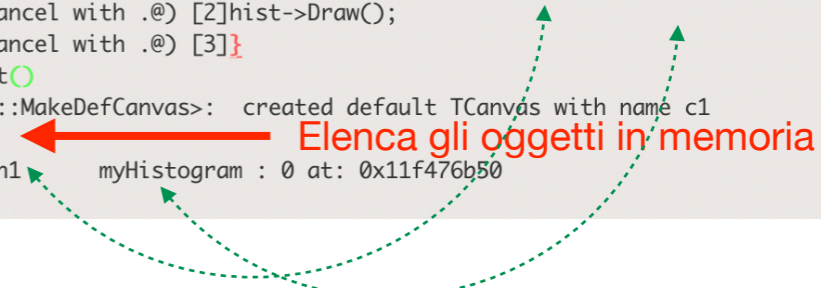 ancel with .@) [2]hist->Draw();
ancel with .@) [3]}
t()
::MakeDefCanvas>:  created default TCanvas with name c1
Elenca gli oggetti in memoria
n1 myHistogram : 0 at: 0x11f476b50